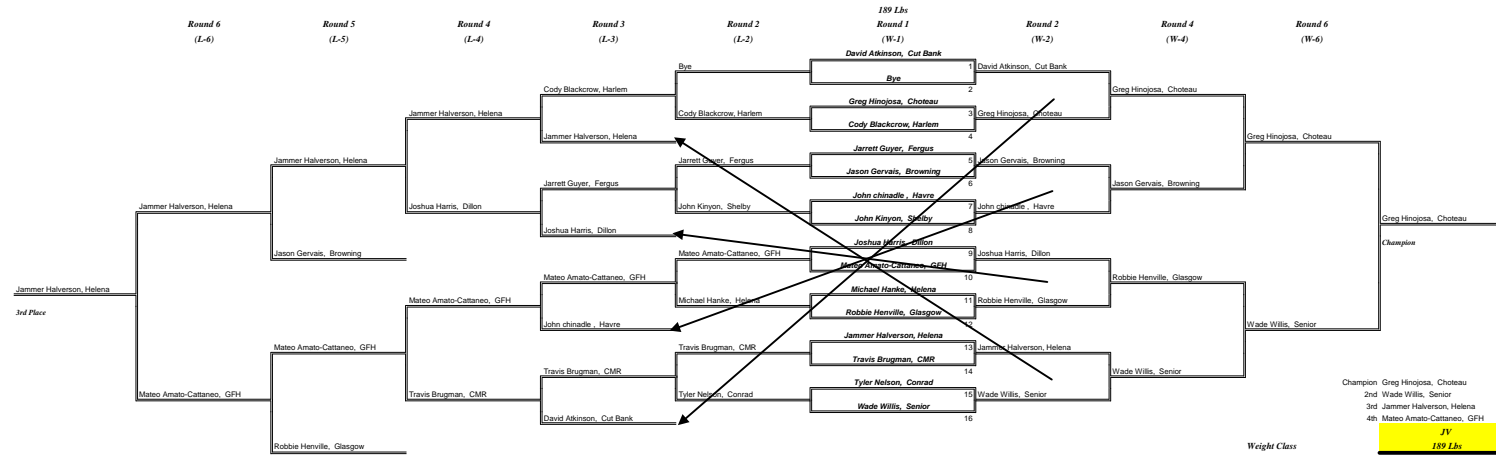 189 Lbs
Round 6 Round 5 Round 4 Round 3 Round 2 Round 1 Round 2 Round 4 Round 6
(L-6) (L-5) (L-4) (L-3) (L-2) (W-1) (W-2) (W-4) (W-6)
David Atkinson, Cut Bank
Bye 1 David Atkinson, Cut Bank
Bye
Cody Blackcrow, Harlem 2 Greg Hinojosa, Choteau
Greg Hinojosa, Choteau
Jammer Halverson, Helena Cody Blackcrow, Harlem 3 Greg Hinojosa, Choteau
Cody Blackcrow, Harlem
Jammer Halverson, Helena 4 Greg Hinojosa, Choteau
Jarrett Guyer, Fergus
Jammer Halverson, Helena Jarrett Guyer, Fergus 5 Jason Gervais, Browning
Jason Gervais, Browning
Jarrett Guyer, Fergus 6 Jason Gervais, Browning
John chinadle , Havre
Jammer Halverson, Helena Joshua Harris, Dillon John Kinyon, Shelby 7 John chinadle , Havre
John Kinyon, Shelby
Greg Hinojosa, Choteau
Joshua Harris, Dillon 8
Joshua Harris, Dillon Champion
Jason Gervais, Browning Mateo Amato-Cattaneo, GFH 9 Joshua Harris, Dillon
Mateo Amato-Cattaneo, GFH
Mateo Amato-Cattaneo, GFH 10 Robbie Henville, Glasgow
Jammer Halverson, Helena Michael Hanke, Helena
Mateo Amato-Cattaneo, GFH Michael Hanke, Helena 11 Robbie Henville, Glasgow
3rd Place Robbie Henville, Glasgow
John chinadle , Havre 12 Wade Willis, Senior
Jammer Halverson, Helena
Mateo Amato-Cattaneo, GFH Travis Brugman, CMR 13 Jammer Halverson, Helena
Travis Brugman, CMR
Travis Brugman, CMR 14 Wade Willis, Senior
Tyler Nelson, Conrad Champion Greg Hinojosa, Choteau
Mateo Amato-Cattaneo, GFH Travis Brugman, CMR Tyler Nelson, Conrad 15 Wade Willis, Senior 2nd Wade Willis, Senior
Wade Willis, Senior 3rd Jammer Halverson, Helena
David Atkinson, Cut Bank 16 4th Mateo Amato-Cattaneo, GFH
JV
Robbie Henville, Glasgow Weight Class 189 Lbs